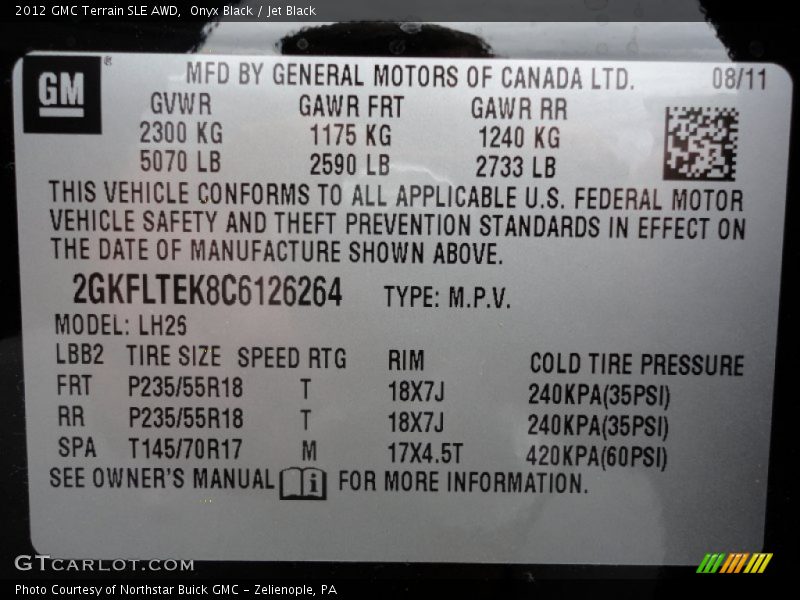 2012 GMC Terrain SLE AWD, Onyx Black / Jet Black
GM ® MFD BY GENERAL MOTORS OF CANADA LTD. 08/11
GVWR GAWR FRT GAWR RR
2300 KG 1175 KG 1240 KG
5070 LB 2590 LB 2733 LB
THIS VEHICLE CONFORMS TO ALL APPLICABLE U.S. FEDERAL MOTOR
VEHICLE SAFETY AND THEFT PREVENTION STANDARDS IN EFFECT ON
THE DATE OF MANUFACTURE SHOWN ABOVE.
2GKFLTEK8C6126264 TYPE: M.P.V.
MODEL: LH26
LBB2 TIRE SIZE SPEED RTG RIM COLD TIRE PRESSURE
FRT P235/55R18 T 18X7J 240KPA(35PSI)
RR P235/55R18 T 18X7J 240KPA(35PSI)
SPA T145/70R17 M 17X4.5T 420KPA(60PSI)
SEE OWNER'S MANUAL i FOR MORE INFORMATION.
GTCARLOT.COM
Photo Courtesy of Northstar Buick GMC - Zelienople, PA